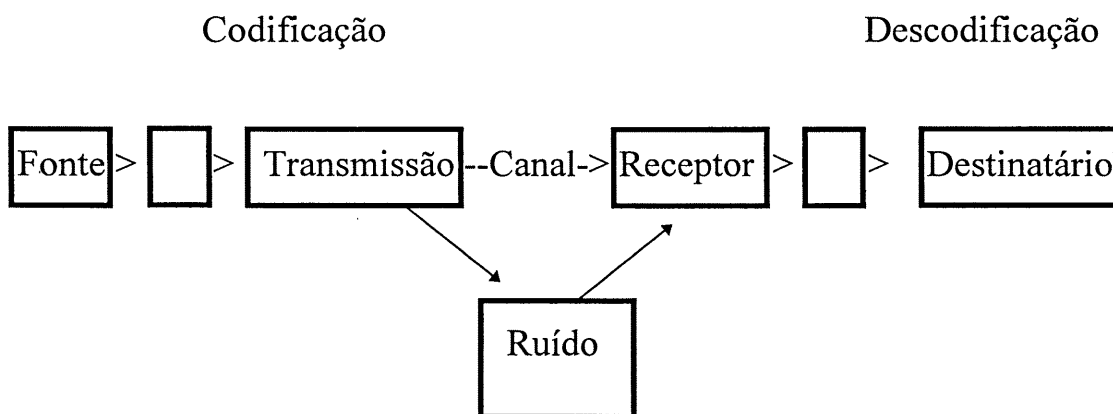 Codificação Descodificação
Fonte > > Transmissão --Canal-> Receptor > > Destinatário
Ruído